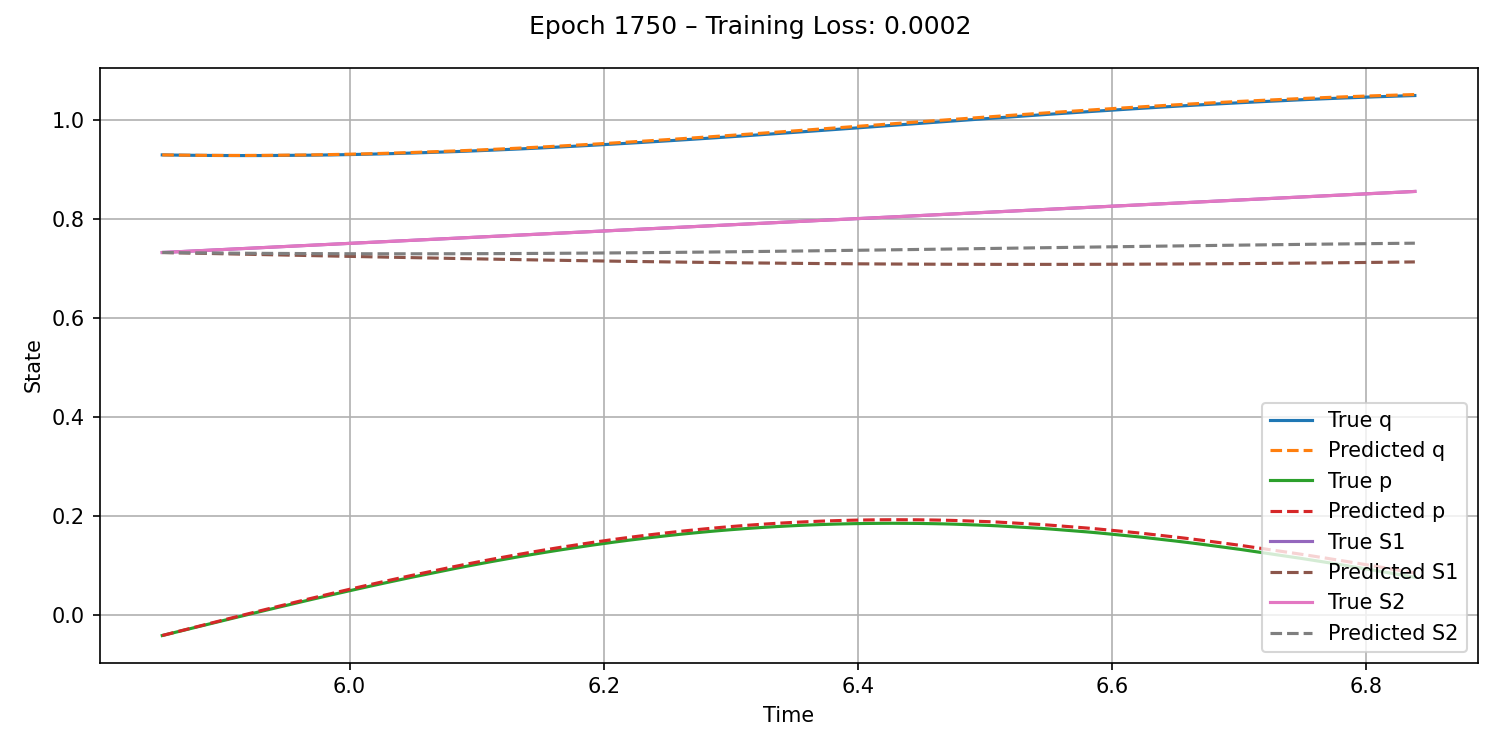 Epoch 1750 – Training Loss: 0.0002
State
1.0
0.8
0.6
0.4
0.2
0.0
True q
Predicted q
True p
Predicted p
True S1
Predicted S1
True S2
Predicted S2
6.0 6.2 6.4 6.6 6.8
Time